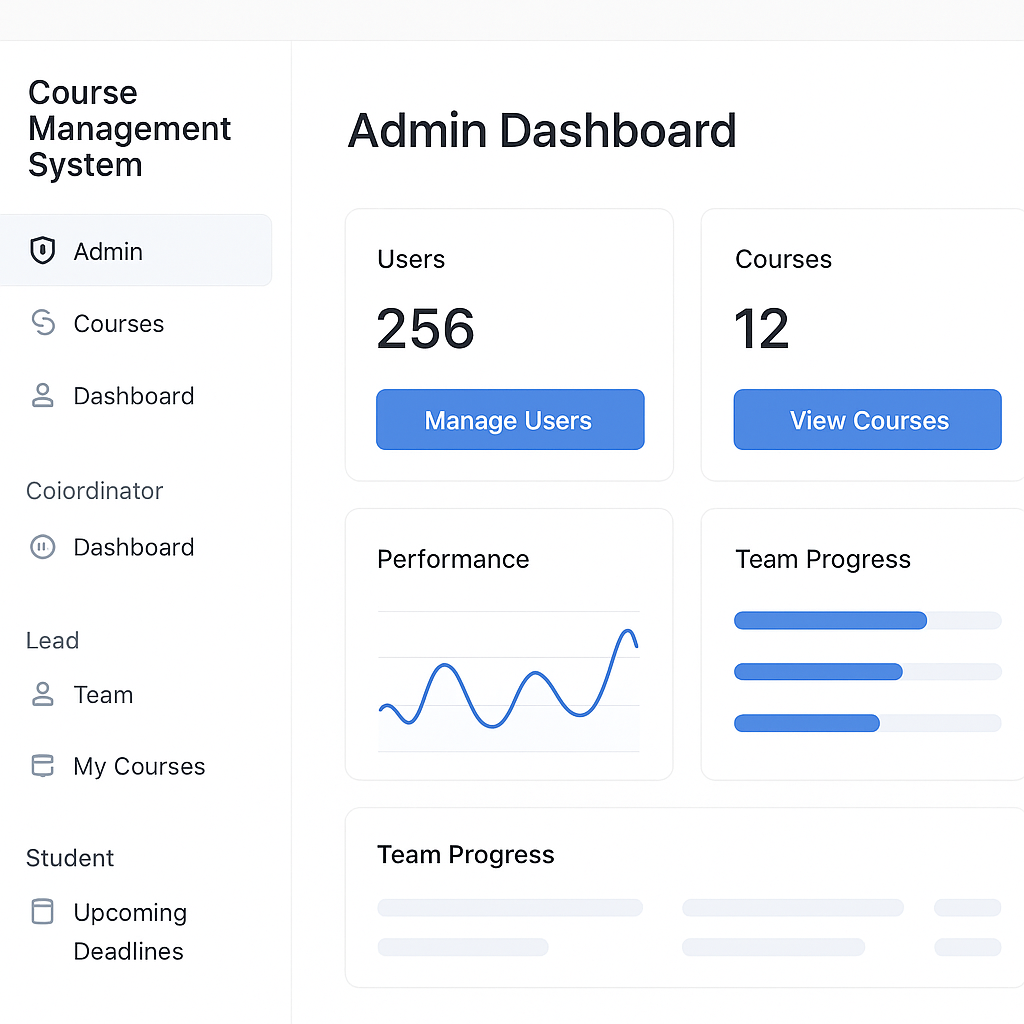 Course
Management
System
Admin
Courses
Dashboard
Coiordinator
Dashboard
Lead
Team
My Courses
Student
Upcoming
Deadlines
Admin Dashboard
Users
256
Manage Users
Courses
12
View Courses
Performance
Team Progress
Team Progress